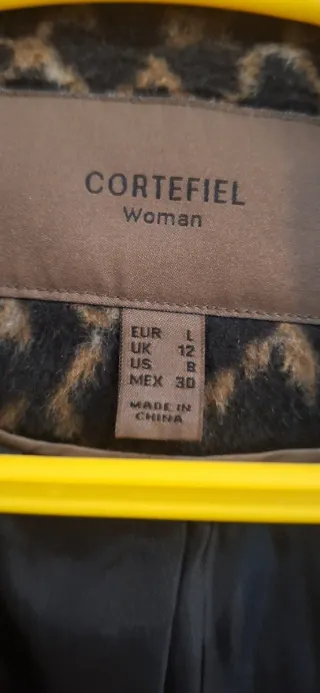 CORTEFIEL
Woman
EUR L
UK 12
US 8
MEX 30
MADE IN
CHINA